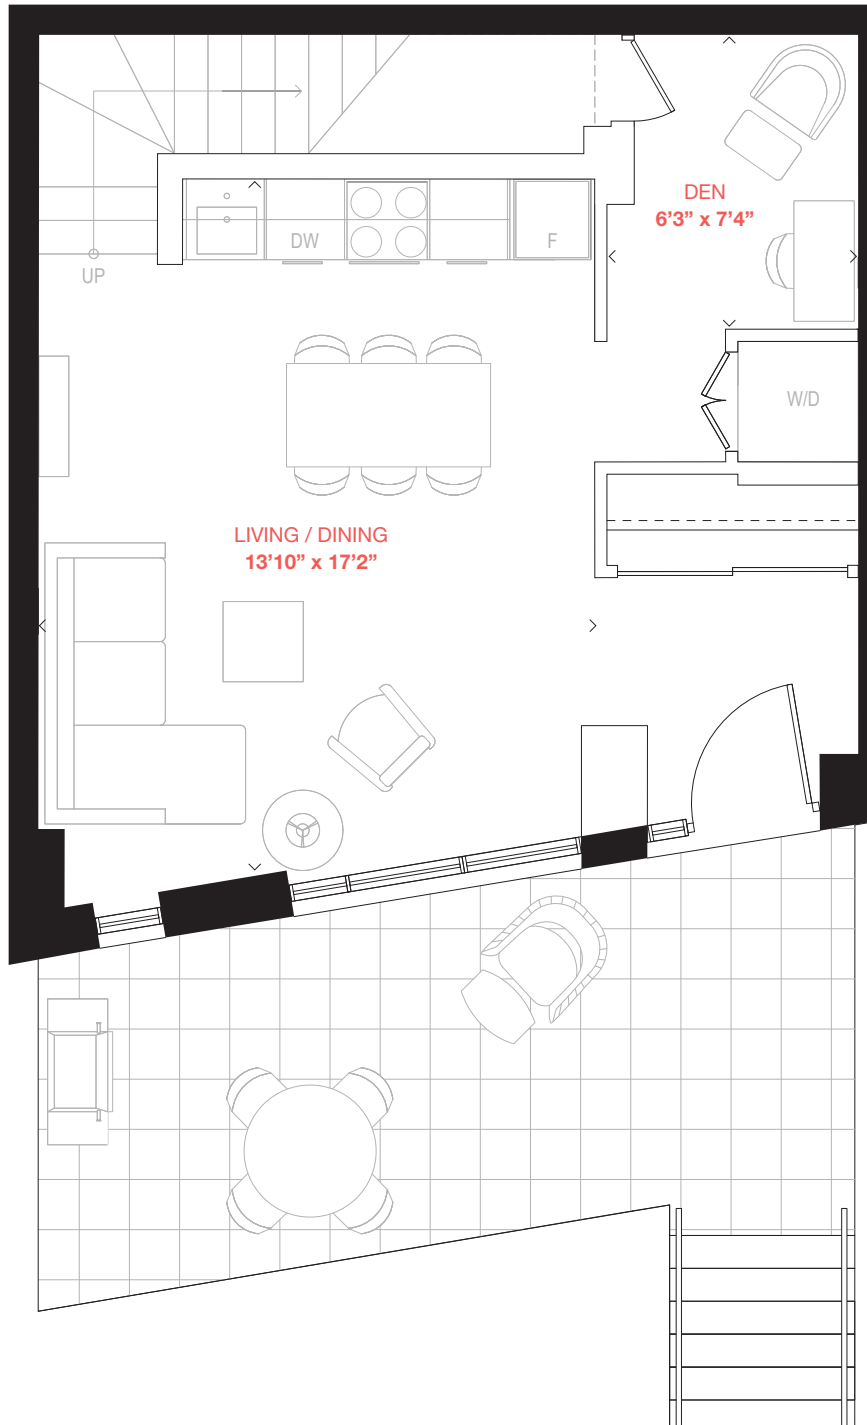 DEN
6’3” x 7’4”
DW
F
UP
W/D
LIVING / DINING
13’10” x 17’2”